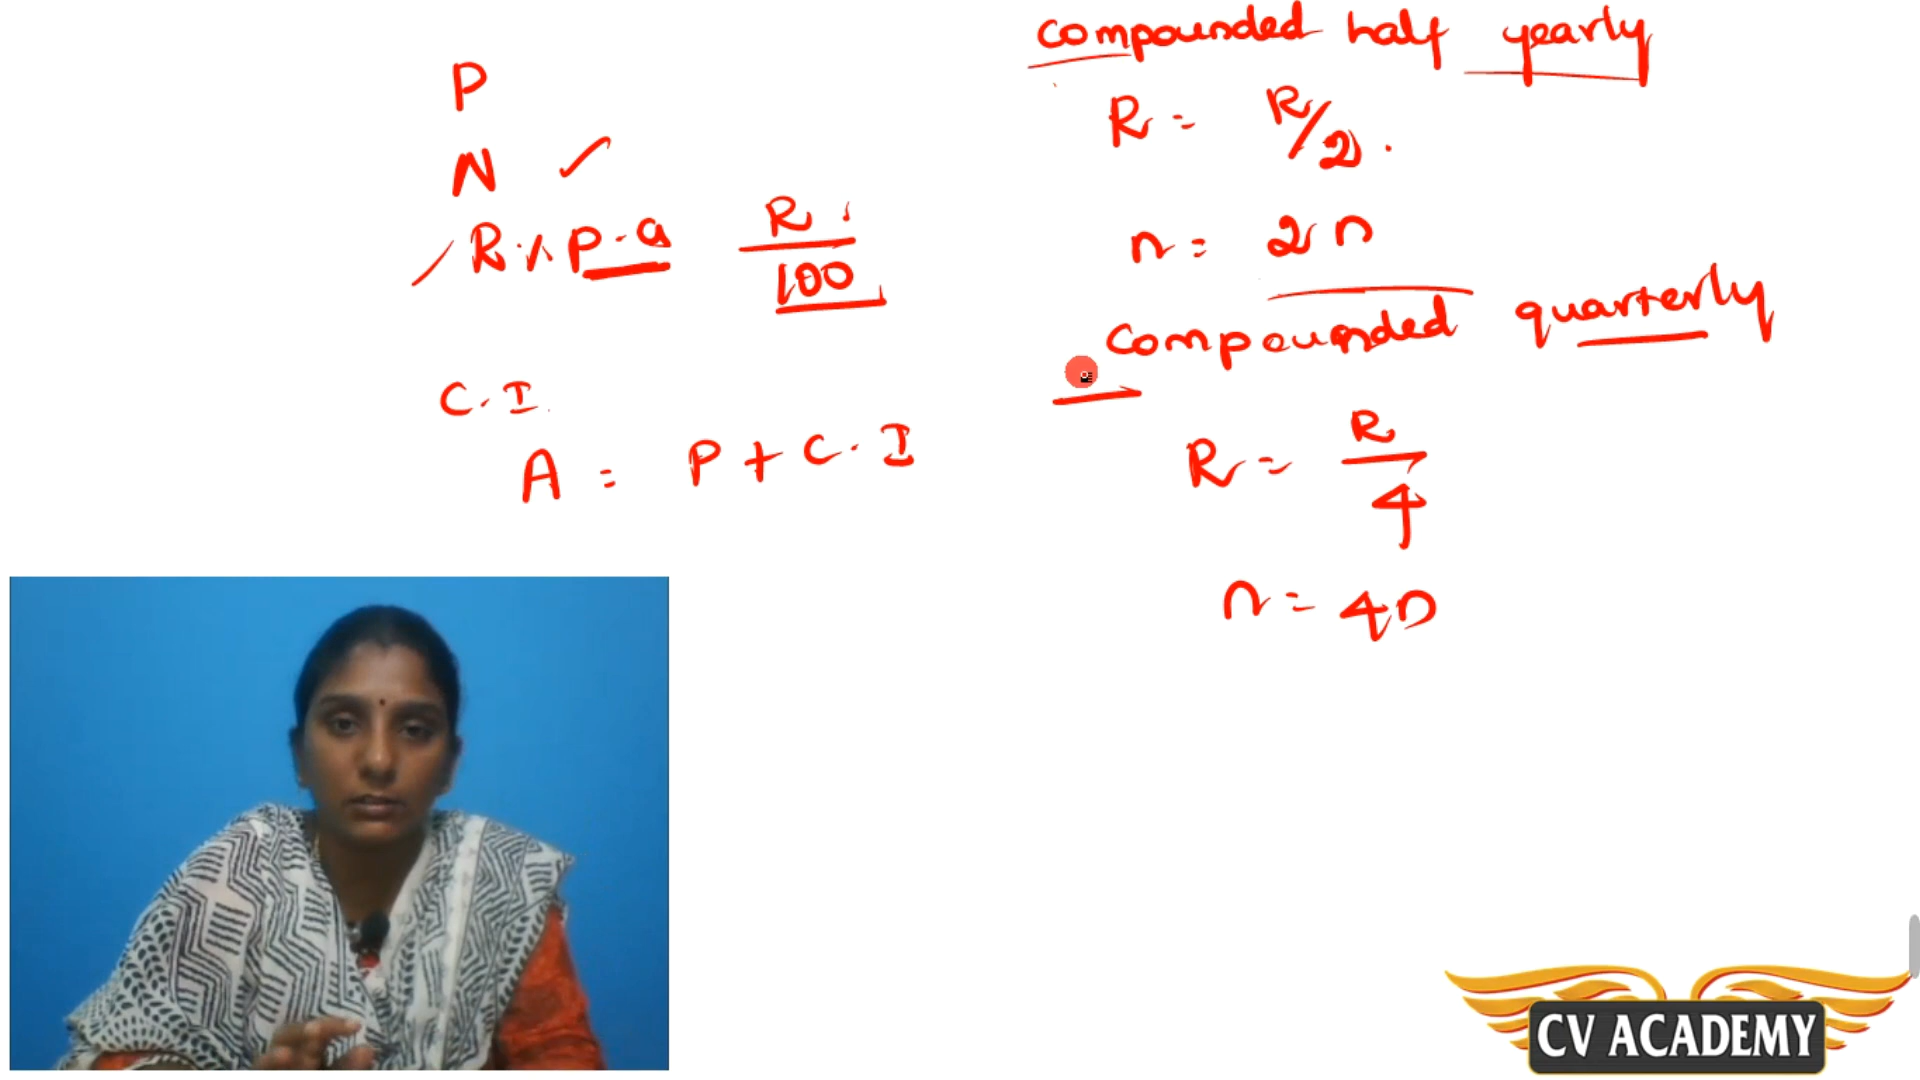 P
N ✓
R % p.a R/100
C.I.
A = P + C.I
compounded half yearly
R = R/2.
n = 2n
compounded quarterly
R = R/4
n = 4n
CV ACADEMY